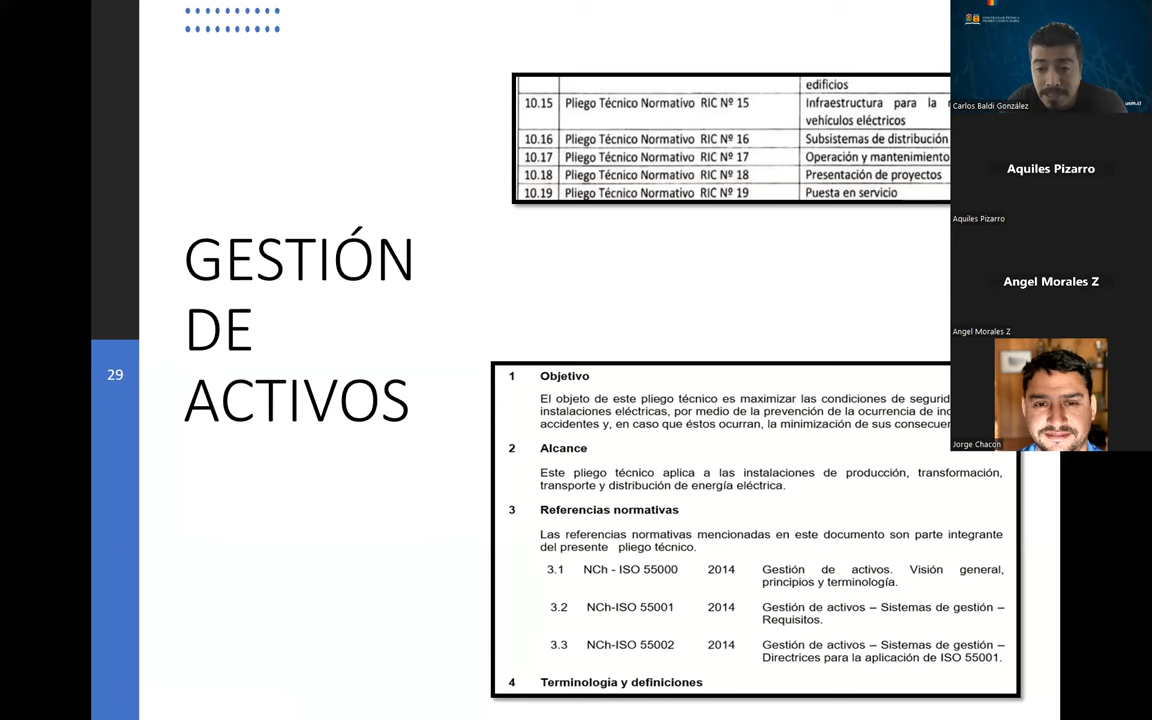 edificios
10.15 Pliego Técnico Normativo RIC Nº 15 Infraestructura para la
vehículos eléctricos
10.16 Pliego Técnico Normativo RIC Nº 16 Subsistemas de distribución
10.17 Pliego Técnico Normativo RIC Nº 17 Operación y mantenimiento
10.18 Pliego Técnico Normativo RIC Nº 18 Presentación de proyectos
10.19 Pliego Técnico Normativo RIC Nº 19 Puesta en servicio
GESTIÓN
DE
ACTIVOS
29
1 Objetivo
El objeto de este pliego técnico es maximizar las condiciones de segurid
instalaciones eléctricas, por medio de la prevención de la ocurrencia de inc
accidentes y, en caso que éstos ocurran, la minimización de sus consecuen
2 Alcance
Este pliego técnico aplica a las instalaciones de producción, transformación,
transporte y distribución de energía eléctrica.
3 Referencias normativas
Las referencias normativas mencionadas en este documento son parte integrante
del presente pliego técnico.
3.1 NCh - ISO 55000 2014 Gestión de activos. Visión general,
principios y terminología.
3.2 NCh-ISO 55001 2014 Gestión de activos – Sistemas de gestión –
Requisitos.
3.3 NCh-ISO 55002 2014 Gestión de activos – Sistemas de gestión –
Directrices para la aplicación de ISO 55001.
4 Terminología y definiciones
usm.cl
Carlos Baldi González
Aquiles Pizarro
Aquiles Pizarro
Angel Morales Z
Angel Morales Z
Jorge Chacon